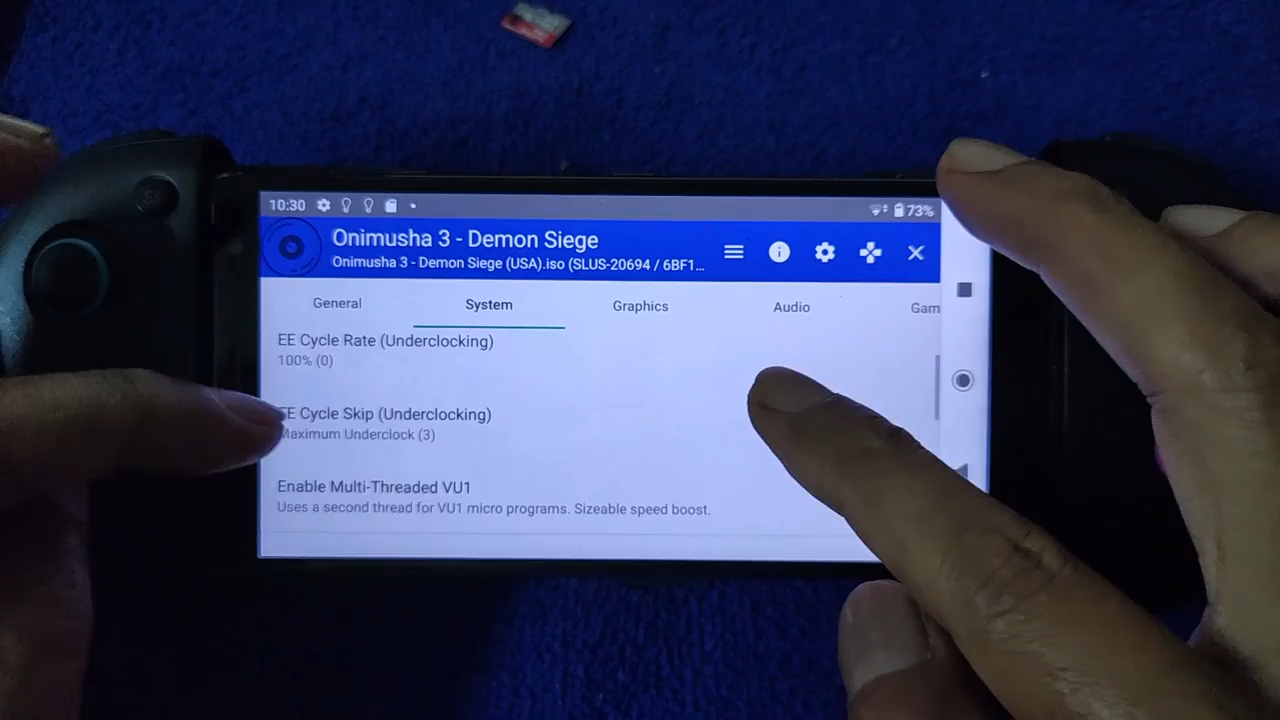 10:30
73%
Onimusha 3 - Demon Siege
Onimusha 3 - Demon Siege (USA).iso (SLUS-20694 / 6BF1...
General System Graphics Audio Gam
EE Cycle Rate (Underclocking)
100% (0)
EE Cycle Skip (Underclocking)
Maximum Underclock (3)
Enable Multi-Threaded VU1
Uses a second thread for VU1 micro programs. Sizeable speed boost.